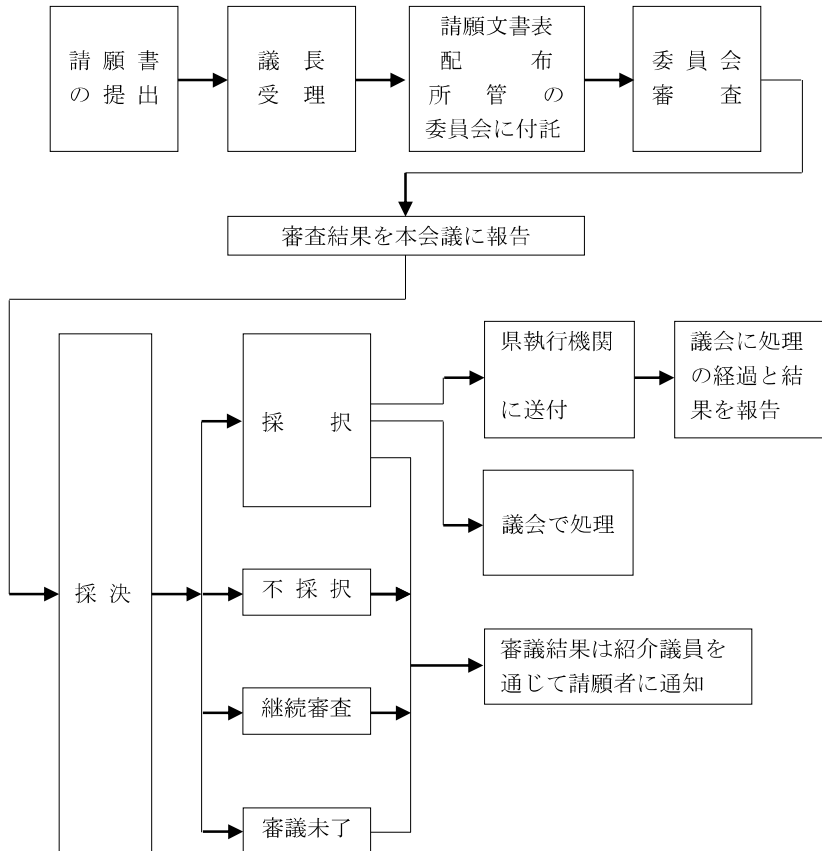 請願書
の提出
議長
受理
請願文書表
配布
所管の
委員会に付託
委員会
審査
審査結果を本会議に報告
採決
採択
不採択
継続審査
審議未了
県執行機関
に送付
議会に処理
の経過と結
果を報告
議会で処理
審議結果は紹介議員を
通じて請願者に通知